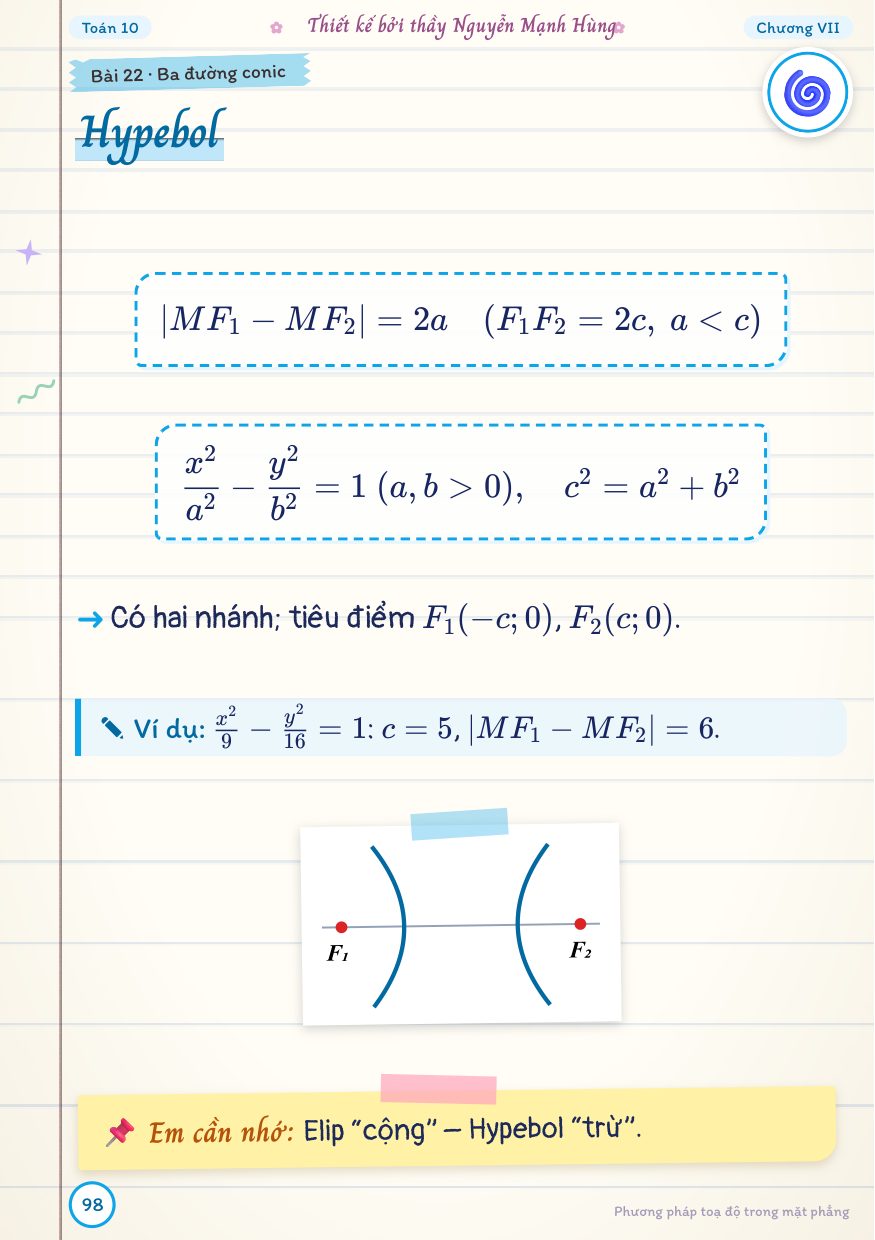 Toán 10
Thiết kế bởi thầy Nguyễn Mạnh Hùng
Chương VII
Bài 22 · Ba đường conic
Hypebol
|MF₁ − MF₂| = 2a (F₁F₂ = 2c, a < c)
x²/a² − y²/b² = 1 (a, b > 0), c² = a² + b²
→ Có hai nhánh; tiêu điểm F₁(−c; 0), F₂(c; 0).
Ví dụ: x²/9 − y²/16 = 1: c = 5, |MF₁ − MF₂| = 6.
F₁
F₂
Em cần nhớ: Elip “cộng” – Hypebol “trừ”.
98
Phương pháp toạ độ trong mặt phẳng